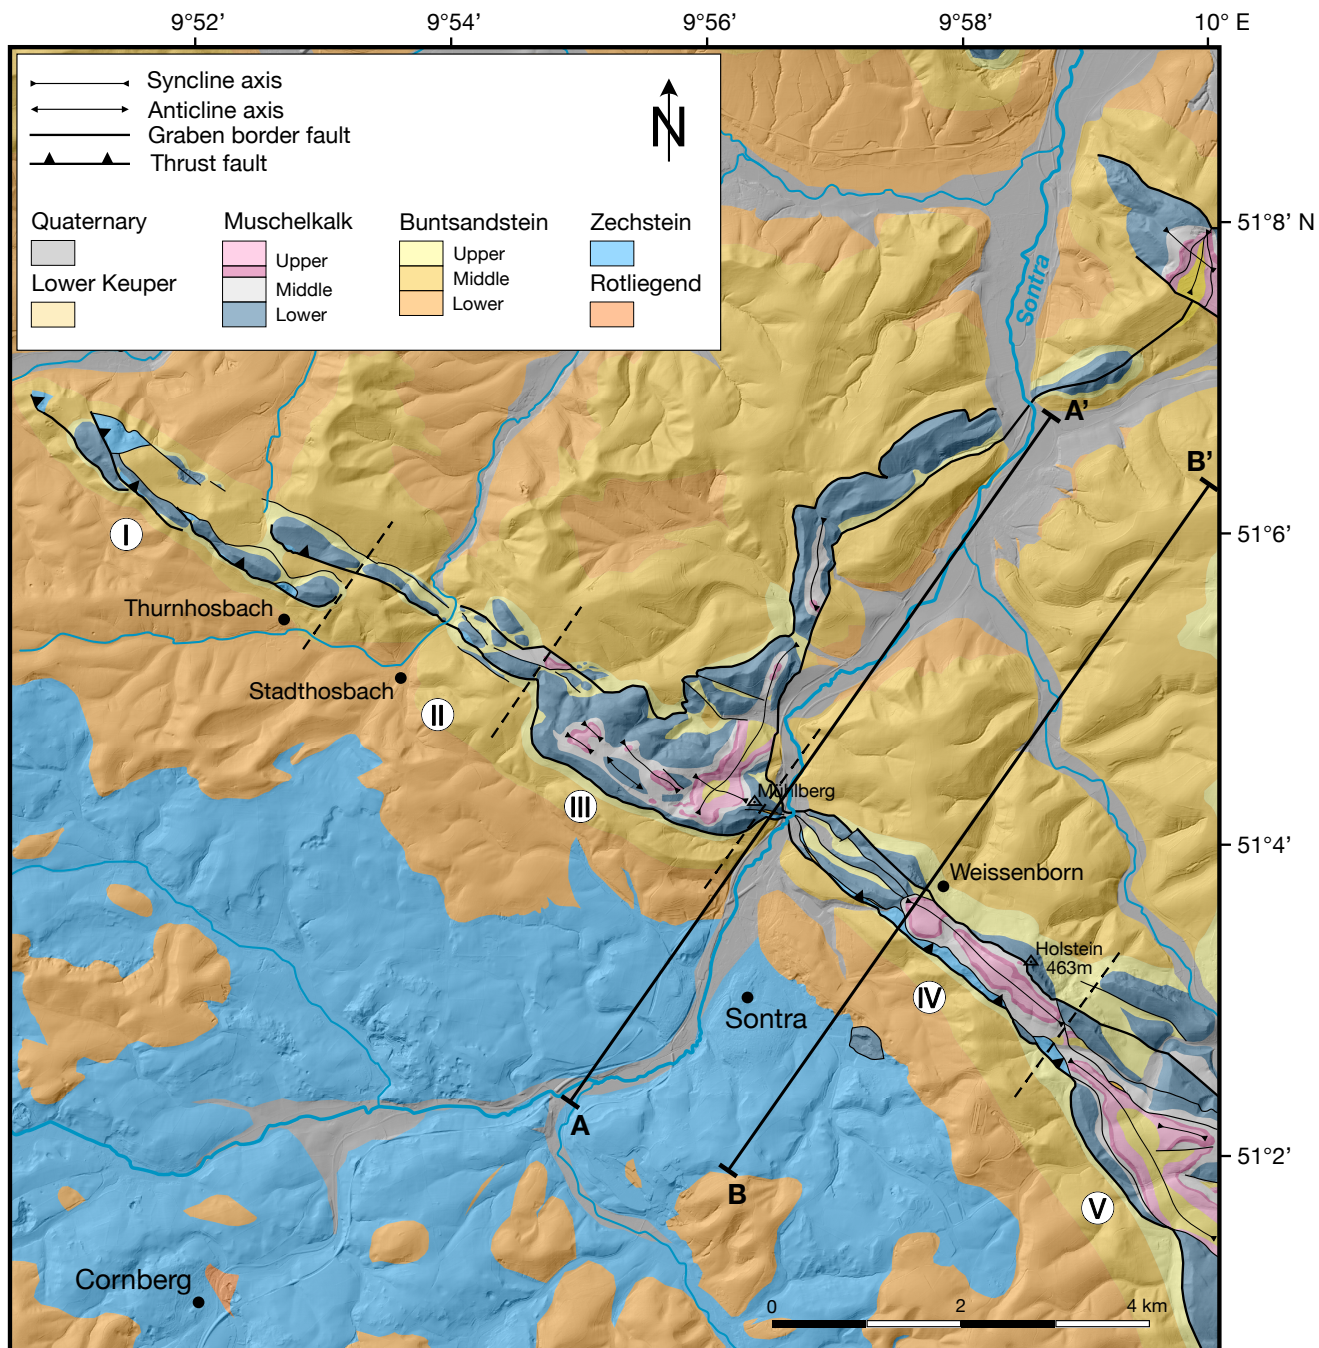 9°52’ 9°54’ 9°56’ 9°58’ 10° E
Syncline axis
Anticline axis
Graben border fault
Thrust fault
N
Quaternary
Lower Keuper
Muschelkalk
Upper
Middle
Lower
Buntsandstein
Upper
Middle
Lower
Zechstein
Rotliegend
51°8’ N
Sontra
A’
B’
51°6’
I
Thurnhosbach
Stadthosbach
II
III
Mühlberg
51°4’
Weissenborn
Holstein
463m
IV
Sontra
A
B
51°2’
V
Cornberg
0 2 4 km